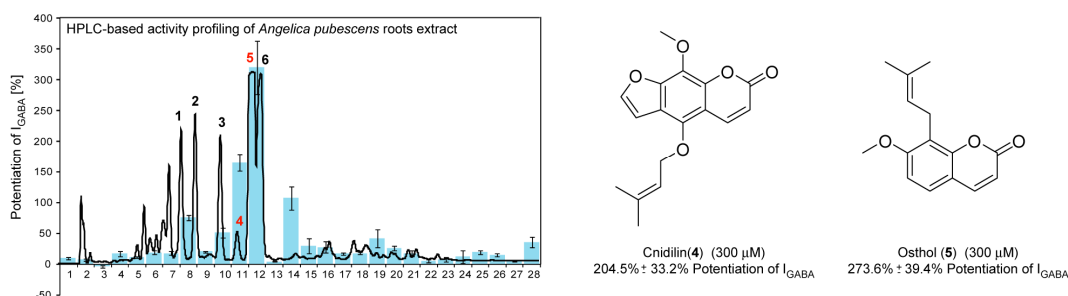 400
HPLC-based activity profiling of Angelica pubescens roots extract
350
300
250
200
150
100
50
0
-50
Potentiation of I_GABA [%]
1
2
3
4
5
6
1 2 3 4 5 6 7 8 9 10 11 12 13 14 15 16 17 18 19 20 21 22 23 24 25 26 27 28
O
O
O
O
O
Cnidilin(4) (300 μM)
204.5% ± 33.2% Potentiation of I_GABA
O
O
O
Osthol (5) (300 μM)
273.6% ± 39.4% Potentiation of I_GABA